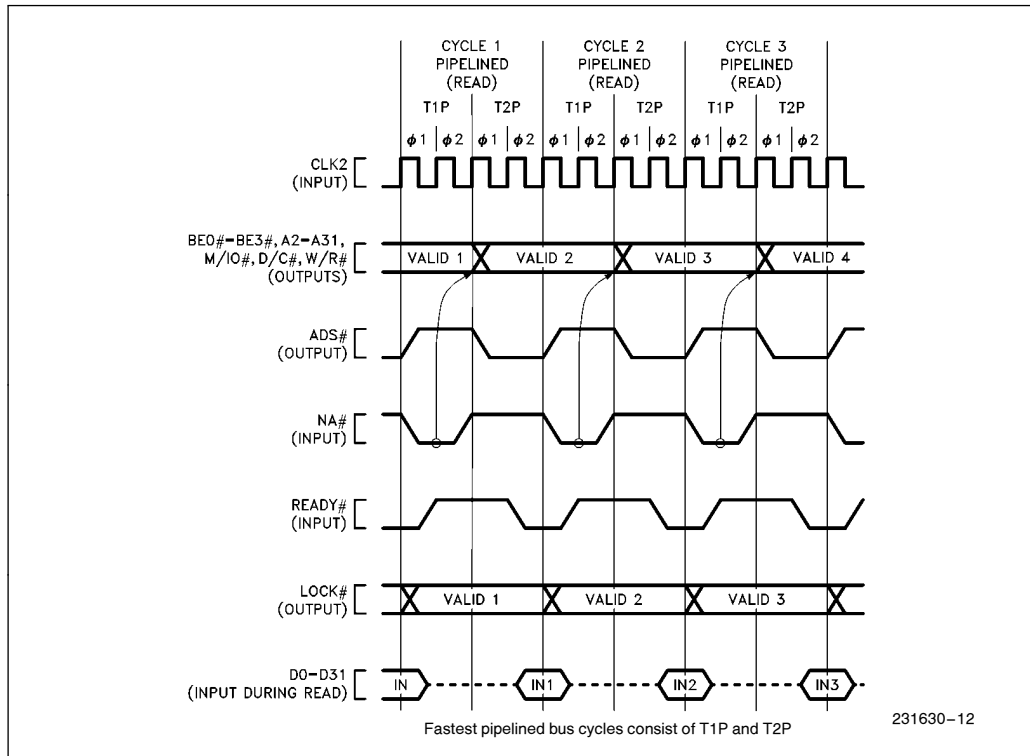 CYCLE 1 CYCLE 2 CYCLE 3
PIPELINED PIPELINED PIPELINED
(READ) (READ) (READ)
T1P T2P T1P T2P T1P T2P
φ1 φ2 φ1 φ2 φ1 φ2 φ1 φ2 φ1 φ2 φ1 φ2
CLK2
(INPUT)
BE0#-BE3#, A2-A31,
M/IO#, D/C#, W/R#
(OUTPUTS)
VALID 1 VALID 2 VALID 3 VALID 4
ADS#
(OUTPUT)
NA#
(INPUT)
READY#
(INPUT)
LOCK#
(OUTPUT)
VALID 1 VALID 2 VALID 3
D0-D31
(INPUT DURING READ)
IN IN1 IN2 IN3
231630-12
Fastest pipelined bus cycles consist of T1P and T2P